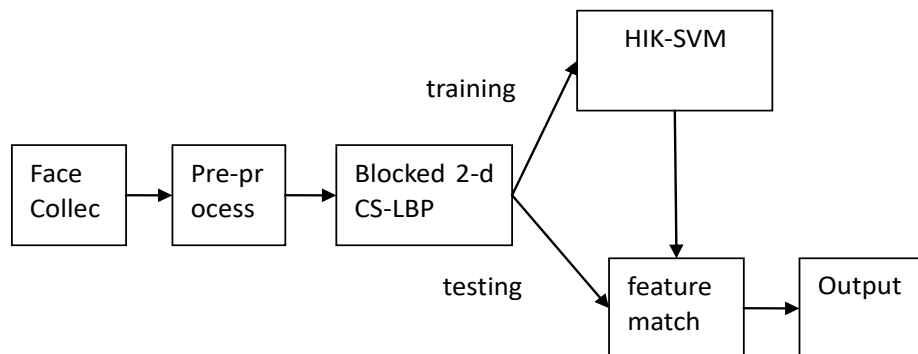 HIK-SVM
training
Face
Collec
Pre-pr
ocess
Blocked 2-d
CS-LBP
testing
feature
match
Output